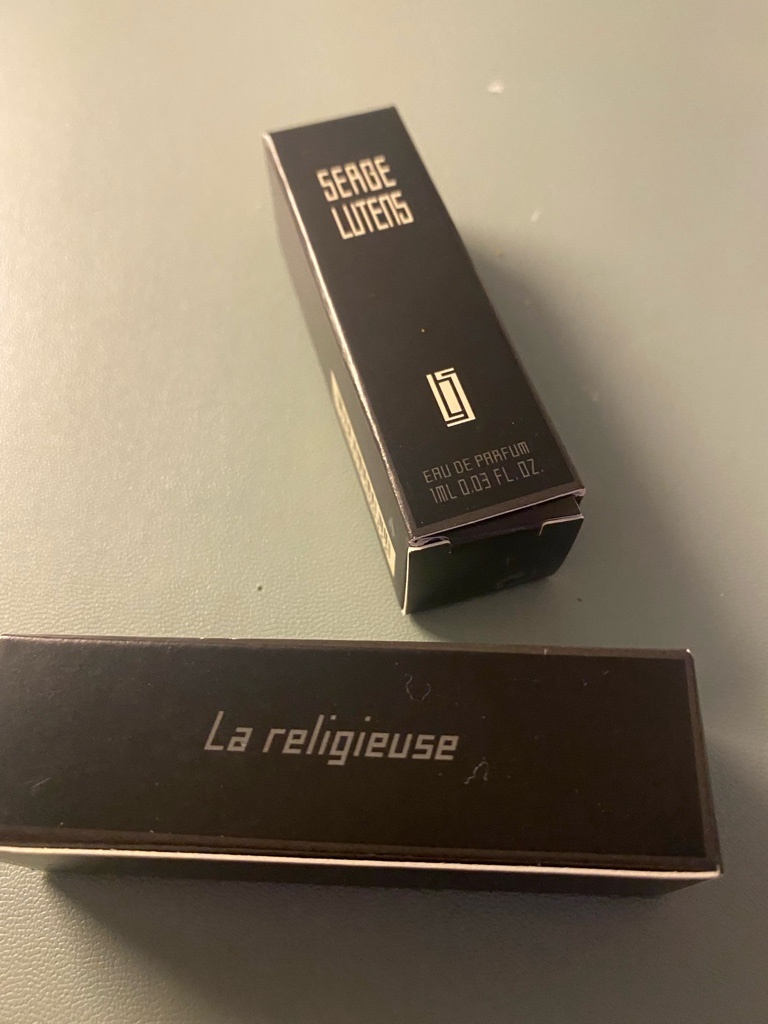 SERGE
LUTENS
EAU DE PARFUM
1ML 0.03 FL. OZ.
La religieuse